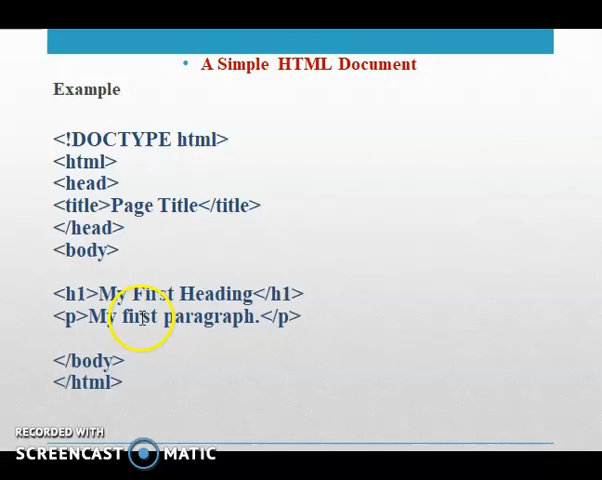 • A Simple HTML Document
Example
<!DOCTYPE html>
<html>
<head>
<title>Page Title</title>
</head>
<body>
<h1>My First Heading</h1>
<p>My first paragraph.</p>
</body>
</html>
RECORDED WITH
SCREENCAST MATIC